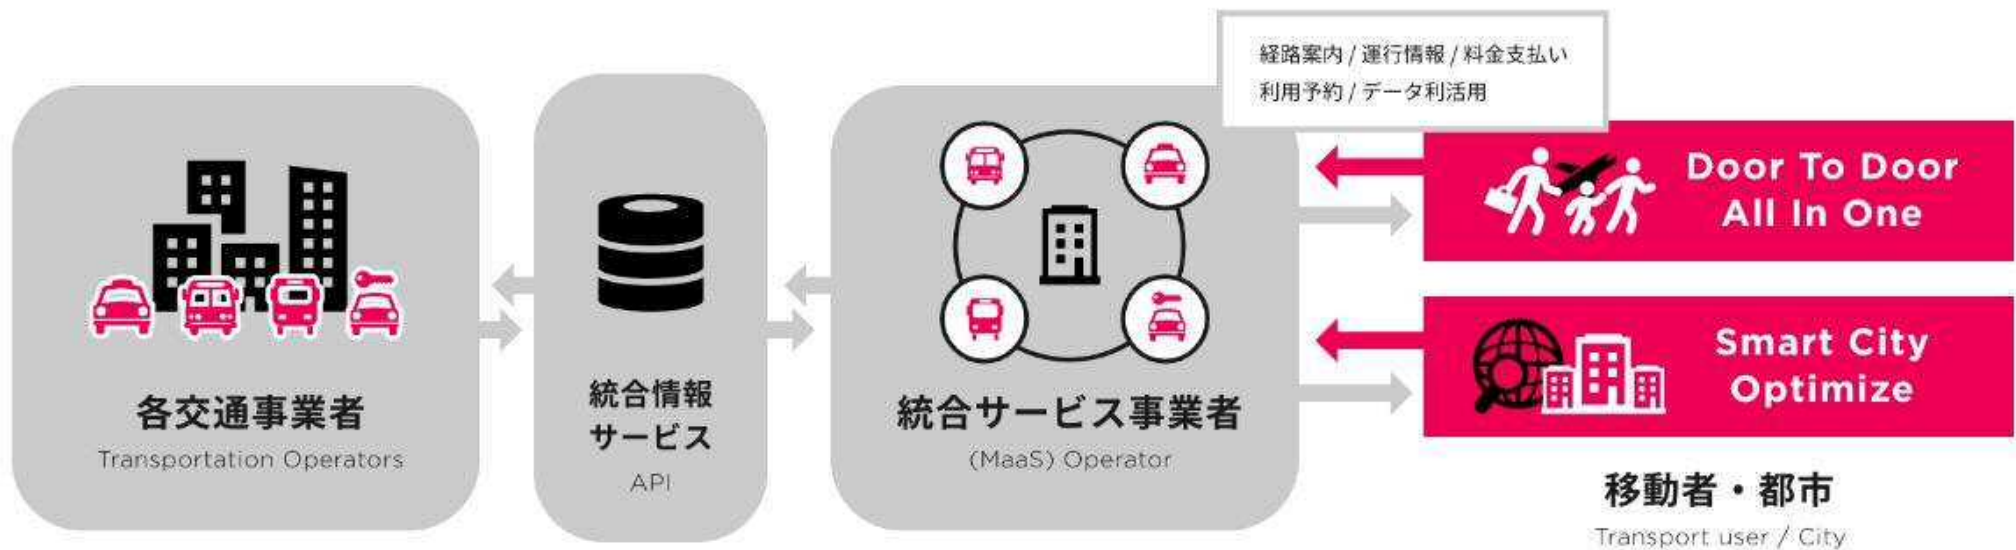 経路案内 / 運行情報 / 料金支払い
利用予約 / データ利活用
各交通事業者
Transportation Operators
統合情報
サービス
API
統合サービス事業者
(MaaS) Operator
Door To Door
All In One
Smart City
Optimize
移動者・都市
Transport user / City